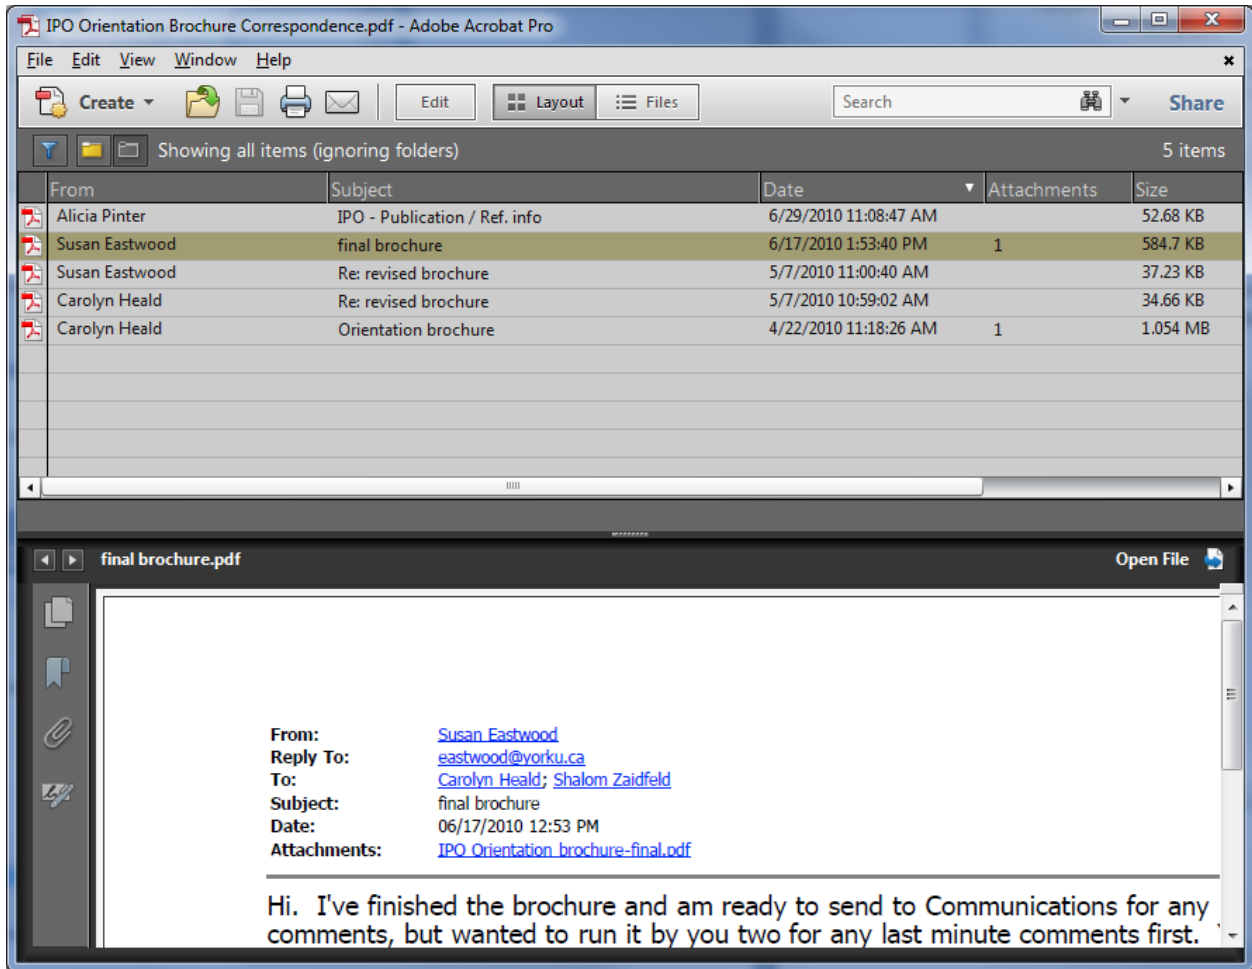 IPO Orientation Brochure Correspondence.pdf - Adobe Acrobat Pro
File Edit View Window Help
Create Edit Layout Files Search Share
Showing all items (ignoring folders) 5 items
From Subject Date Attachments Size
Alicia Pinter IPO - Publication / Ref. info 6/29/2010 11:08:47 AM 52.68 KB
Susan Eastwood final brochure 6/17/2010 1:53:40 PM 1 584.7 KB
Susan Eastwood Re: revised brochure 5/7/2010 11:00:40 AM 37.23 KB
Carolyn Heald Re: revised brochure 5/7/2010 10:59:02 AM 34.66 KB
Carolyn Heald Orientation brochure 4/22/2010 11:18:26 AM 1 1.054 MB
final brochure.pdf Open File
From: Susan Eastwood
Reply To: eastwood@yorku.ca
To: Carolyn Heald; Shalom Zaidfeld
Subject: final brochure
Date: 06/17/2010 12:53 PM
Attachments: IPO Orientation brochure-final.pdf
Hi. I've finished the brochure and am ready to send to Communications for any
comments, but wanted to run it by you two for any last minute comments first.